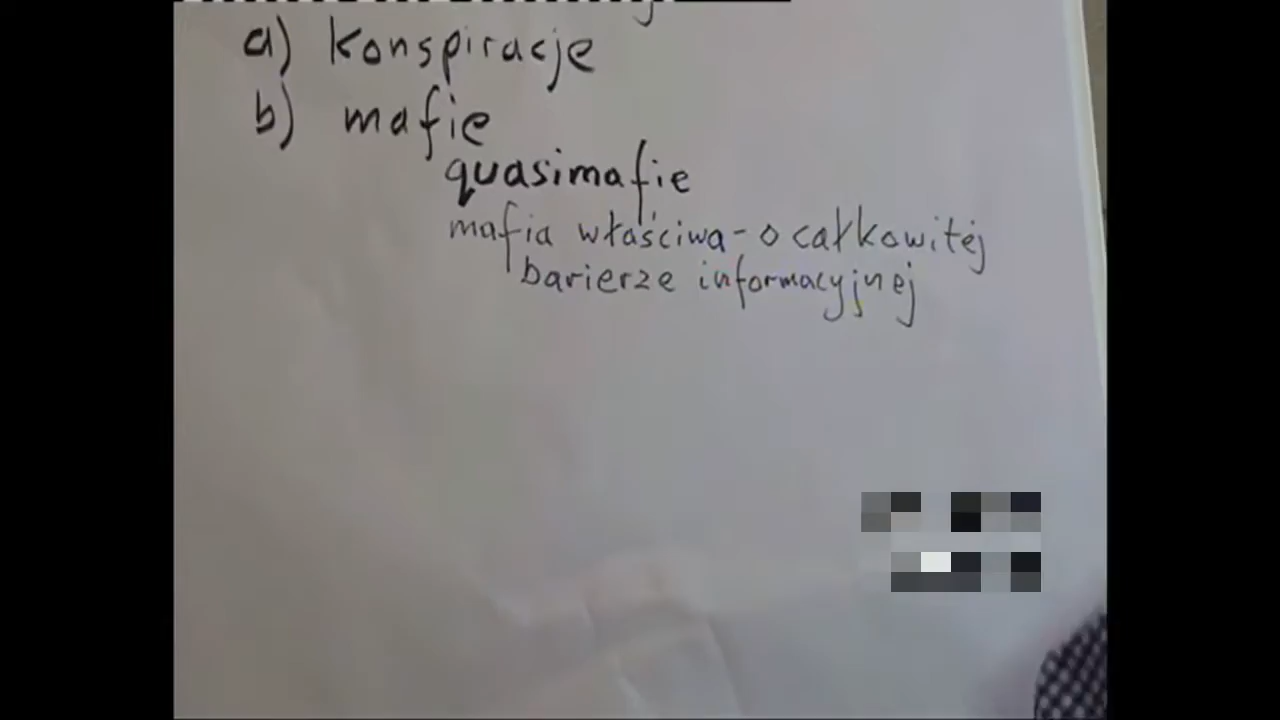 a) konspiracje
b) mafie
quasimafie
mafia właściwa - o całkowitej
barierze informacyjnej